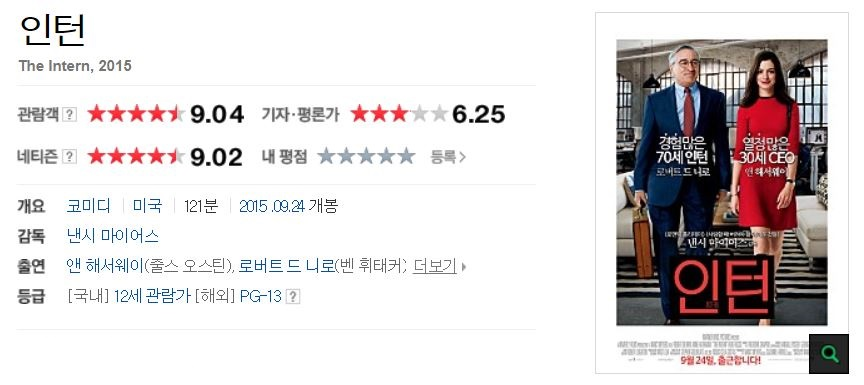 인턴
The Intern, 2015
관람객 ? 9.04 기자·평론가 6.25
네티즌 ? 9.02 내 평점 등록 >
개요 코미디 미국 121분 2015.09.24 개봉
감독 낸시 마이어스
출연 앤 해서웨이(줄스 오스틴), 로버트 드 니로(벤 휘태커; 더보기
등급 [국내] 12세 관람가 [해외] PG-13 ?
경험많은
70세 인턴
로버트 드 니로
열정많은
30세 CEO
앤 해서웨이
낸시 마이어스
인턴
9월 24일, 출근합니다!